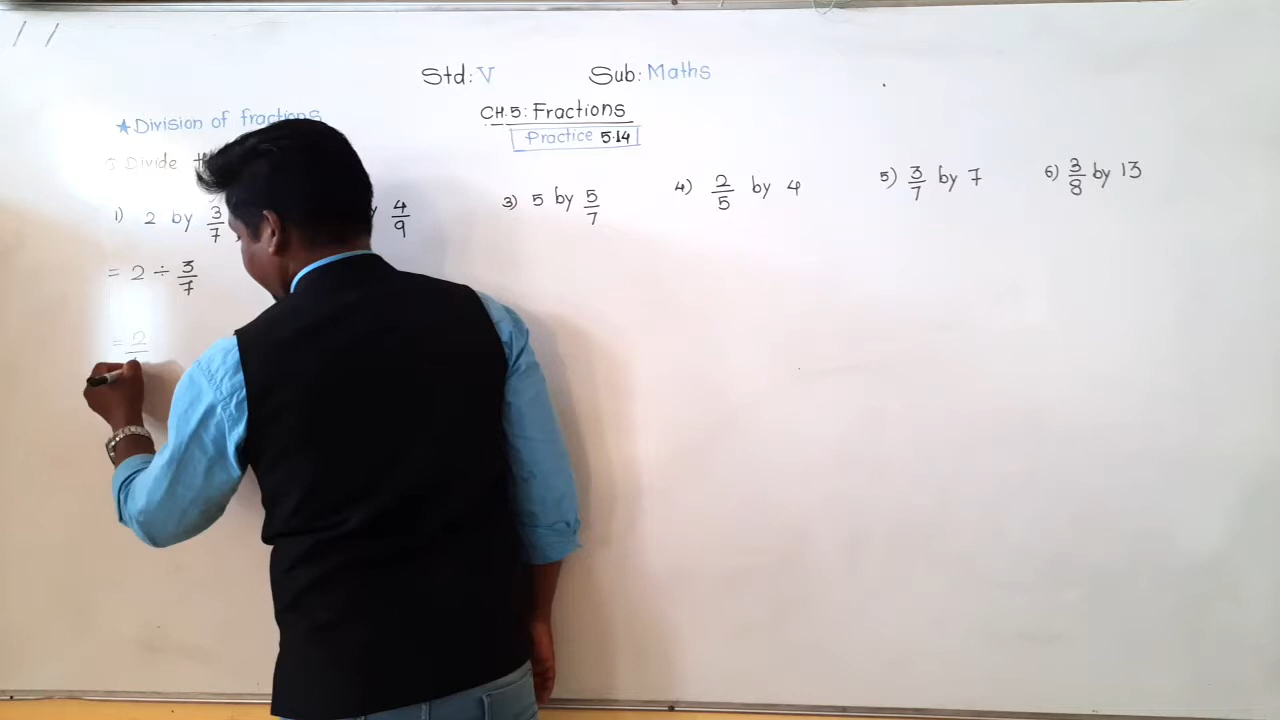 Std: V Sub: Maths
CH.5: Fractions
★Division of fractions
Practice 5.14
Divide
1) 2 by 3/7
4/9
3) 5 by 5/7
4) 2/5 by 4
5) 3/7 by 7
6) 3/8 by 13
= 2 ÷ 3/7
= 2